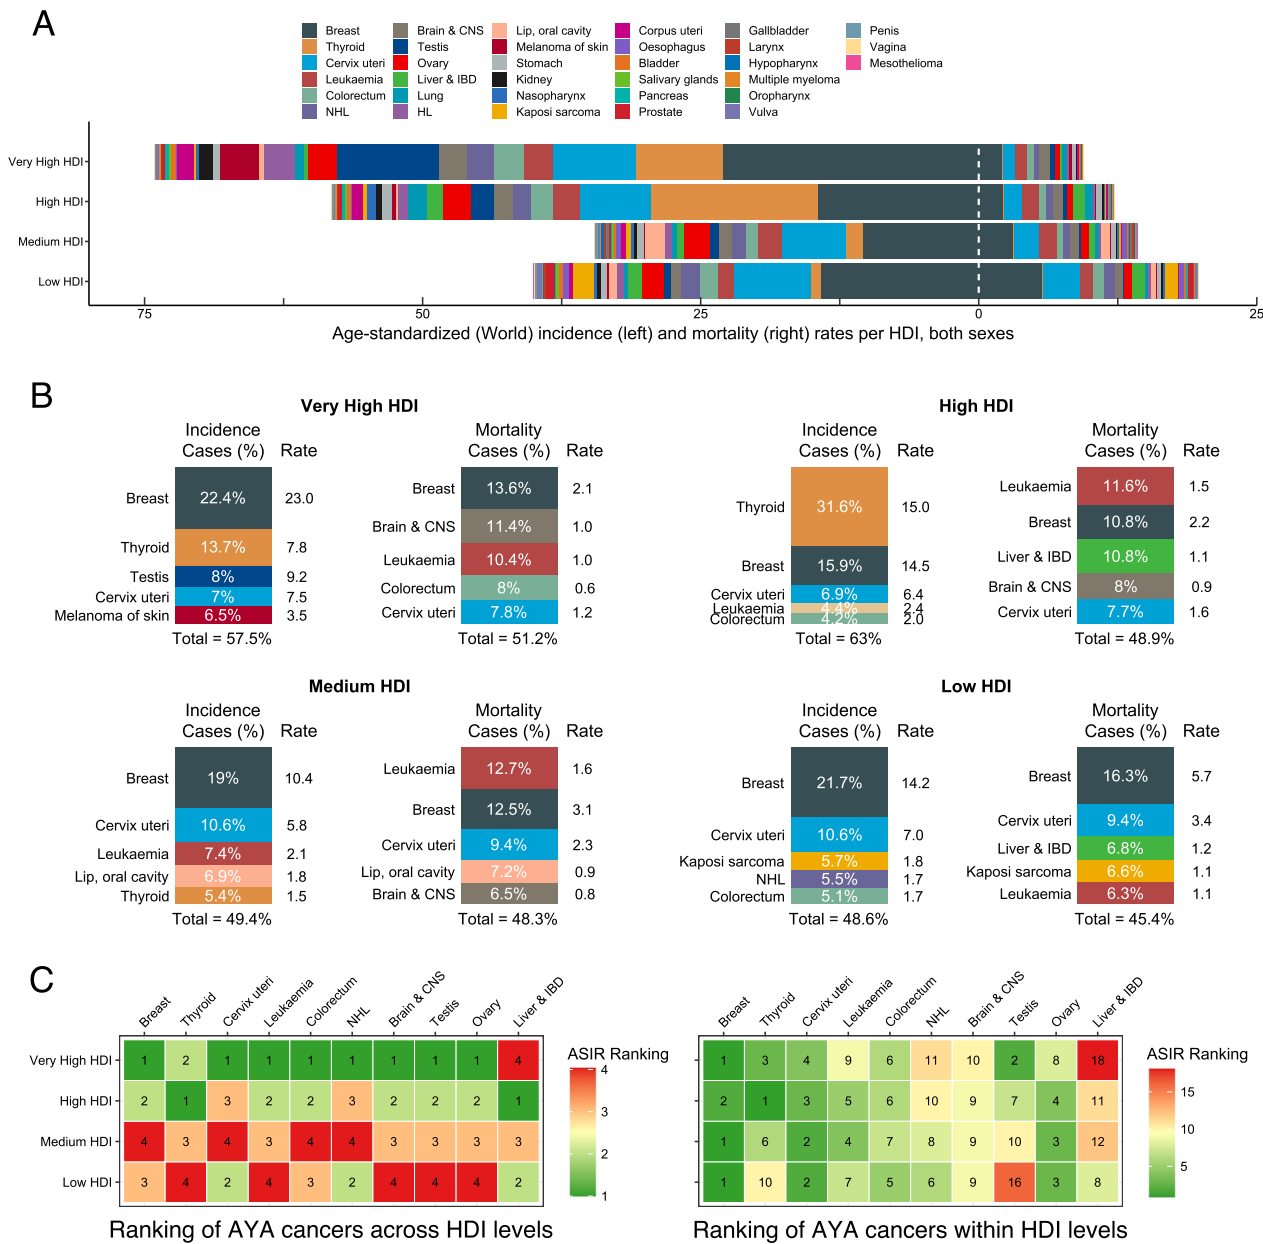 A
Breast
Thyroid
Cervix uteri
Leukaemia
Colorectum
NHL
Brain & CNS
Testis
Ovary
Liver & IBD
Lung
HL
Lip, oral cavity
Melanoma of skin
Stomach
Kidney
Nasopharynx
Kaposi sarcoma
Corpus uteri
Oesophagus
Bladder
Salivary glands
Pancreas
Prostate
Gallbladder
Larynx
Hypopharynx
Multiple myeloma
Oropharynx
Vulva
Penis
Vagina
Mesothelioma
Very High HDI
High HDI
Medium HDI
Low HDI
75 50 25 0 25
Age-standardized (World) incidence (left) and mortality (right) rates per HDI, both sexes
B
Very High HDI
Incidence
Cases (%) Rate
Breast 22.4% 23.0
Thyroid 13.7% 7.8
Testis 8% 9.2
Cervix uteri 7% 7.5
Melanoma of skin 6.5% 3.5
Total = 57.5%
Mortality
Cases (%) Rate
Breast 13.6% 2.1
Brain & CNS 11.4% 1.0
Leukaemia 10.4% 1.0
Colorectum 8% 0.6
Cervix uteri 7.8% 1.2
Total = 51.2%
High HDI
Incidence
Cases (%) Rate
Thyroid 31.6% 15.0
Breast 15.9% 14.5
Cervix uteri 6.9% 6.4
Leukaemia 4.4% 2.4
Colorectum 4.2% 2.0
Total = 63%
Mortality
Cases (%) Rate
Leukaemia 11.6% 1.5
Breast 10.8% 2.2
Liver & IBD 10.8% 1.1
Brain & CNS 8% 0.9
Cervix uteri 7.7% 1.6
Total = 48.9%
Medium HDI
Incidence
Cases (%) Rate
Breast 19% 10.4
Cervix uteri 10.6% 5.8
Leukaemia 7.4% 2.1
Lip, oral cavity 6.9% 1.8
Thyroid 5.4% 1.5
Total = 49.4%
Mortality
Cases (%) Rate
Leukaemia 12.7% 1.6
Breast 12.5% 3.1
Cervix uteri 9.4% 2.3
Lip, oral cavity 7.2% 0.9
Brain & CNS 6.5% 0.8
Total = 48.3%
Low HDI
Incidence
Cases (%) Rate
Breast 21.7% 14.2
Cervix uteri 10.6% 7.0
Kaposi sarcoma 5.7% 1.8
NHL 5.5% 1.7
Colorectum 5.1% 1.7
Total = 48.6%
Mortality
Cases (%) Rate
Breast 16.3% 5.7
Cervix uteri 9.4% 3.4
Liver & IBD 6.8% 1.2
Kaposi sarcoma 6.6% 1.1
Leukaemia 6.3% 1.1
Total = 45.4%
C
Breast Thyroid Cervix uteri Leukaemia Colorectum NHL Brain & CNS Testis Ovary Liver & IBD
Very High HDI 1 2 1 1 1 1 1 1 1 4
High HDI 2 1 3 2 2 3 2 2 2 1
Medium HDI 4 3 4 3 4 4 3 3 3 3
Low HDI 3 4 2 4 3 2 4 4 4 2
ASIR Ranking
4
3
2
1
Ranking of AYA cancers across HDI levels
Breast Thyroid Cervix uteri Leukaemia Colorectum NHL Brain & CNS Testis Ovary Liver & IBD
1 3 4 9 6 11 10 2 8 18
2 1 3 5 6 10 9 7 4 11
1 6 2 4 7 8 9 10 3 12
1 10 2 7 5 6 9 16 3 8
ASIR Ranking
15
10
5
Ranking of AYA cancers within HDI levels